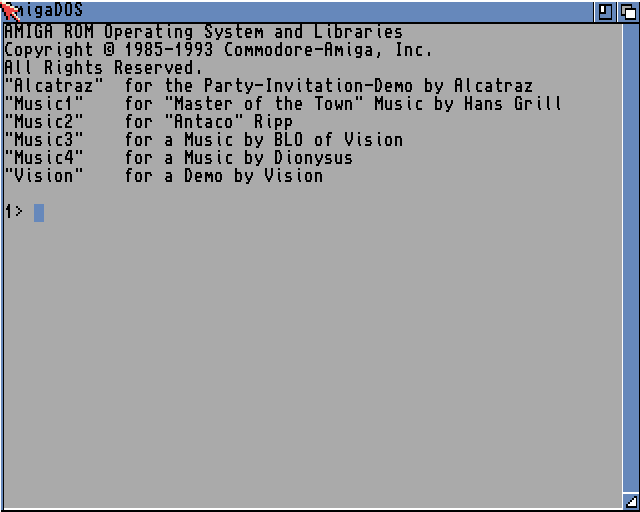 AmigaDOS
AMIGA ROM Operating System and Libraries
Copyright © 1985-1993 Commodore-Amiga, Inc.
All Rights Reserved.
"Alcatraz"  for the Party-Invitation-Demo by Alcatraz
"Music1"    for "Master of the Town" Music by Hans Grill
"Music2"    for "Antaco" Ripp
"Music3"    for a Music by BLO of Vision
"Music4"    for a Music by Dionysus
"Vision"    for a Demo by Vision
1>